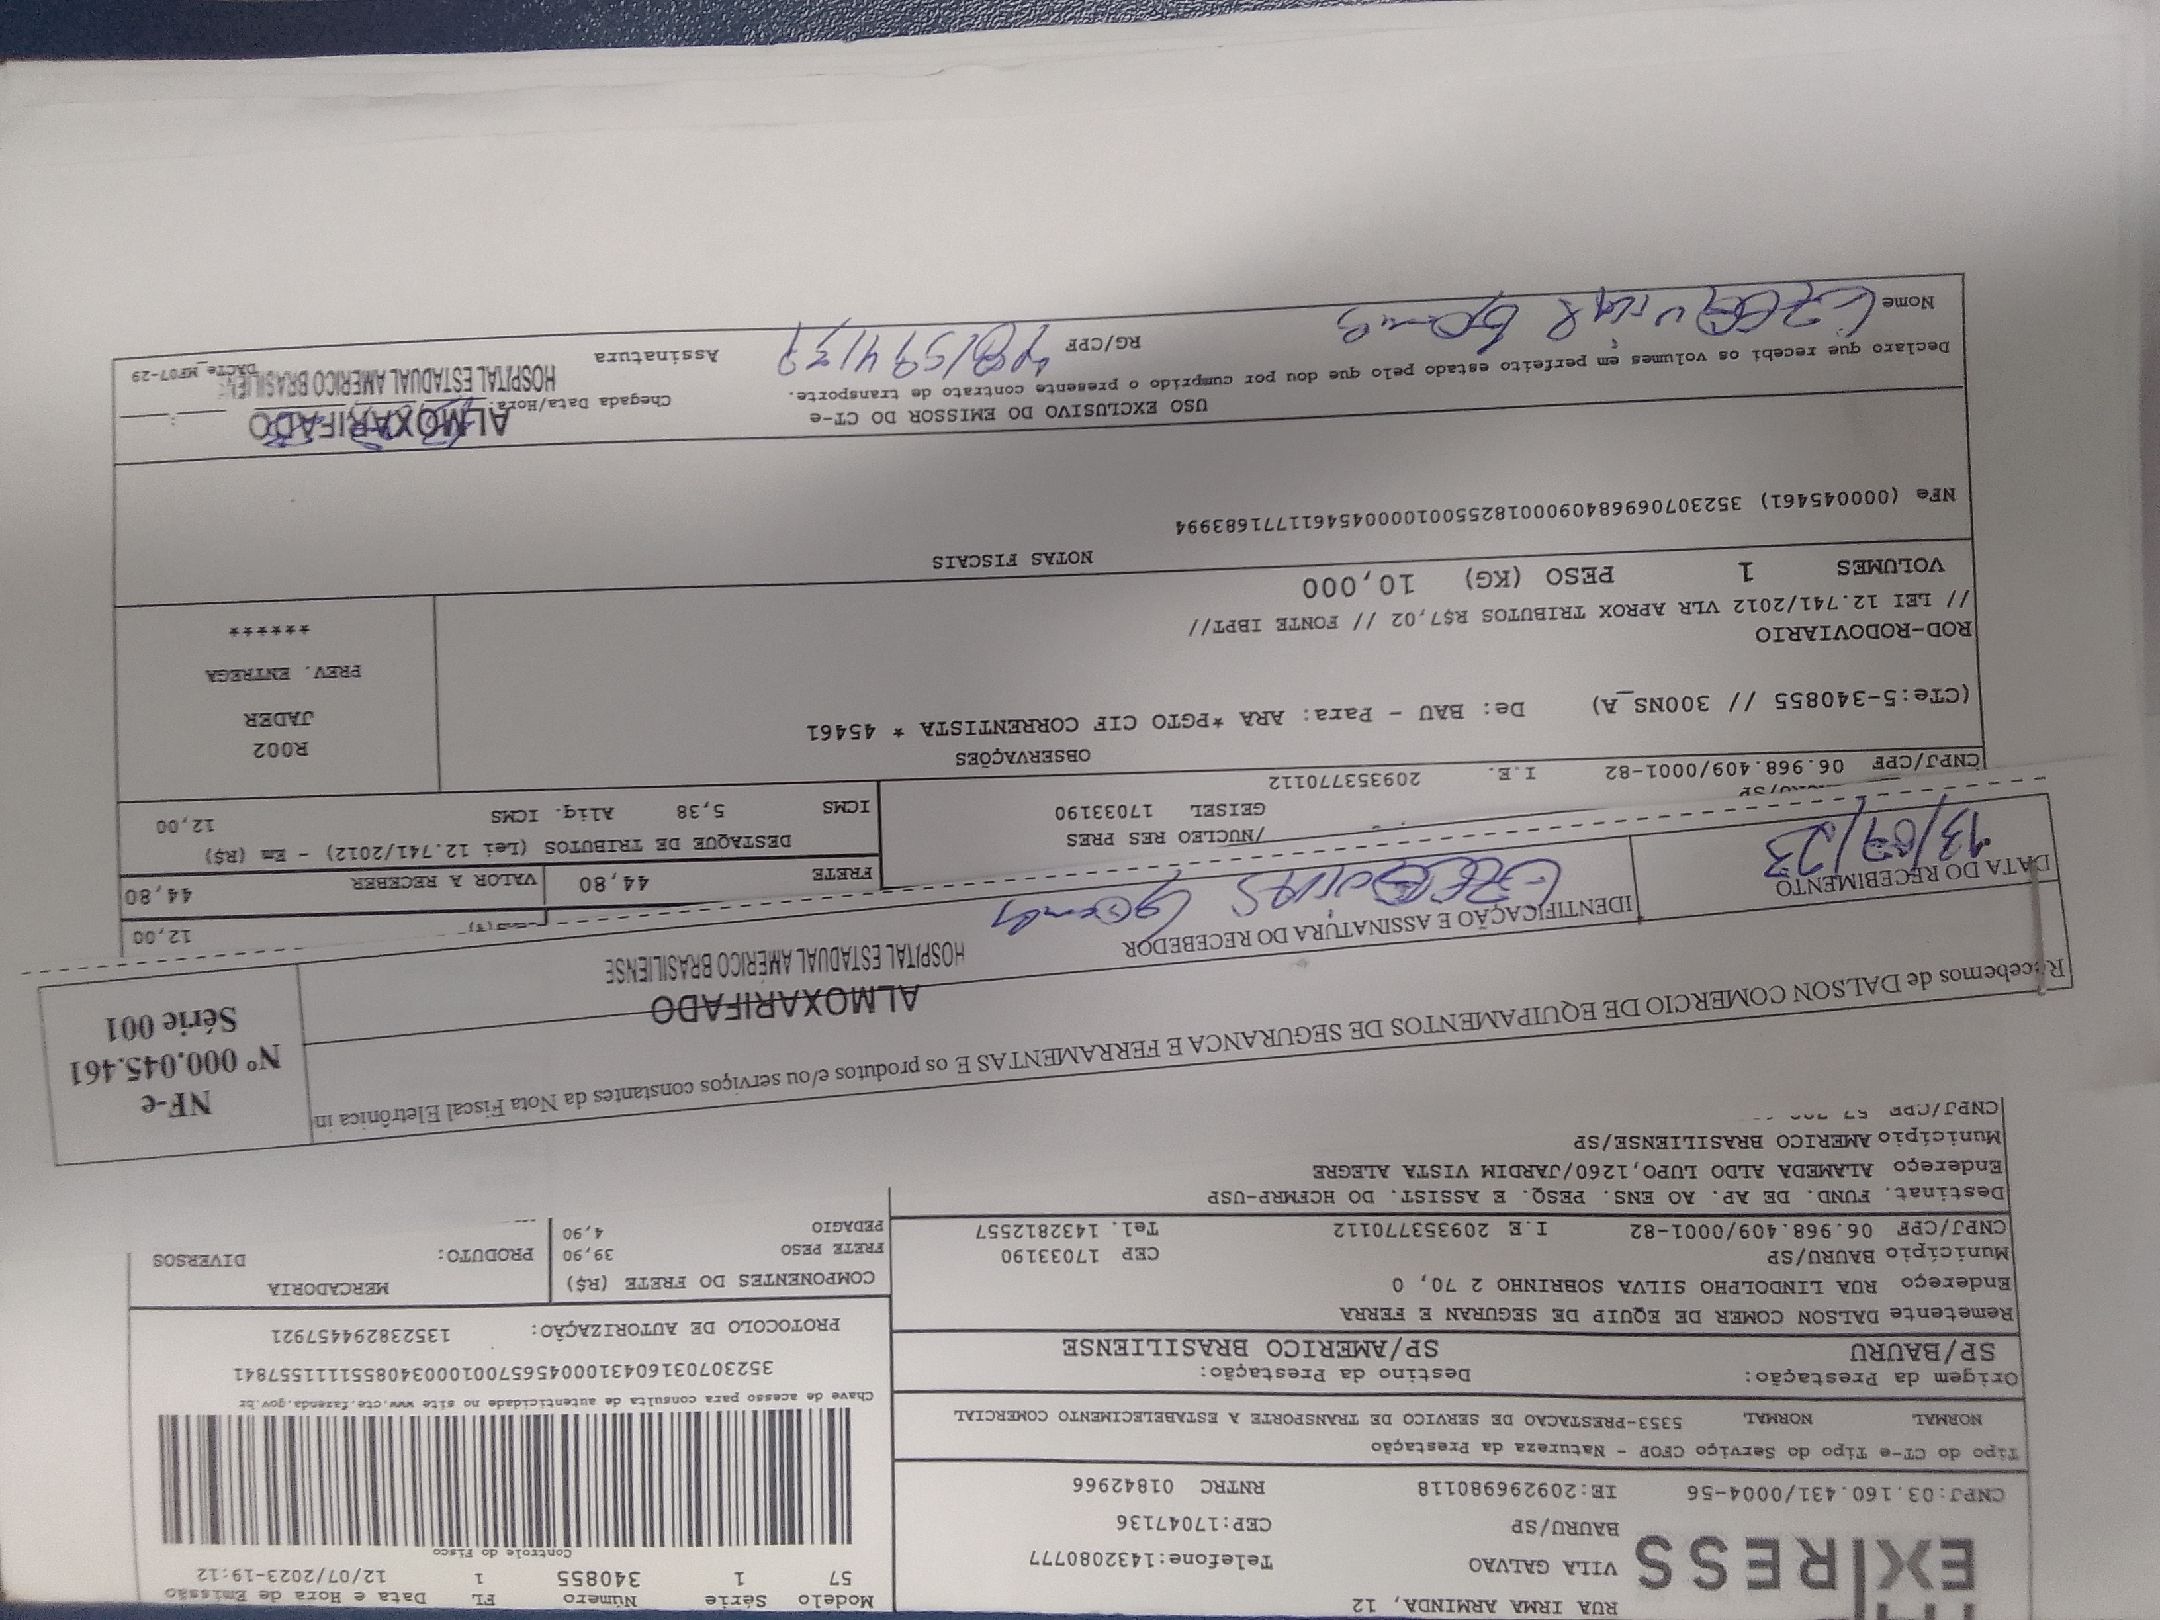 EXPRESS
RUA IRMA ARMINDA, 12
VILA GALVAO Telefone:1432080777
BAURU/SP CEP:17047136
CNPJ:03.160.431/0004-56 IE:209296980118 RNTRC 01842966
Modelo Série Número FL Data e Hora de Emissão
57 1 340855 1 12/07/2023-19:12
Controle do Fisco
Chave de acesso para consulta de autenticidade no site www.cte.fazenda.gov.br
35230703160431000456570010003408551111557841
PROTOCOLO DE AUTORIZAÇÃO: 135238294457921
Tipo do CT-e Tipo do Serviço CFOP - Natureza da Prestação
NORMAL NORMAL 5353-PRESTACAO DE SERVICO DE TRANSPORTE A ESTABELECIMENTO COMERCIAL
Origem da Prestação: Destino da Prestação:
SP/BAURU SP/AMERICO BRASILIENSE
Remetente DALSON COMER DE EQUIP DE SEGURAN E FERRA
Endereço RUA LINDOLPHO SILVA SOBRINHO 2 70, 0
Município BAURU/SP CEP 17033190
CNPJ/CPF 06.968.409/0001-82 I.E 209353770112 Tel. 1432812557
COMPONENTES DO FRETE (R$) MERCADORIA
FRETE PESO 39,90 PRODUTO: DIVERSOS
PEDAGIO 4,90
Destinat. FUND. DE AP. AO ENS. PESQ. E ASSIST. DO HCFMRP-USP
Endereço ALAMEDA ALDO LUPO,1260/JARDIM VISTA ALEGRE
Município AMERICO BRASILIENSE/SP
CNPJ/CPF
Recebemos de DALSON COMERCIO DE EQUIPAMENTOS DE SEGURANCA E FERRAMENTAS E os produtos e/ou serviços constantes da Nota Fiscal Eletrônica in
NF-e
Nº 000.045.461
Série 001
ALMOXARIFADO
HOSPITAL ESTADUAL AMÉRICO BRASILIENSE
DATA DO RECEBIMENTO IDENTIFICAÇÃO E ASSINATURA DO RECEBEDOR
13/07/23
12,00
FRETE 44,80 VALOR A RECEBER 44,80
/NUCLEO RES PRES
GEISEL 17033190
CNPJ/CPF 06.968.409/0001-82 I.E. 209353770112
DESTAQUE DE TRIBUTOS (Lei 12.741/2012) - Em (R$)
ICMS 5,38 Aliq. ICMS 12,00
OBSERVAÇÕES
(CTe:5-340855 // 300NS_A) De: BAU - Para: ARA *PGTO CIF CORRENTISTA * 45461
R002
JADER
PREV. ENTREGA
******
ROD-RODOVIARIO
// LEI 12.741/2012 VLR APROX TRIBUTOS R$7,02 // FONTE IBPT//
VOLUMES 1 PESO (KG) 10,000
NOTAS FISCAIS
NFe (000045461) 35230706968409000182550010000454611771683994
USO EXCLUSIVO DO EMISSOR DO CT-e
Declaro que recebi os volumes em perfeito estado pelo que dou por cumprido o presente contrato de transporte.
Chegada Data/Hora:
ALMOXARIFADO
HOSPITAL ESTADUAL AMÉRICO BRASILIE
Nome RG/CPF Assinatura
DACTe_MF07-29